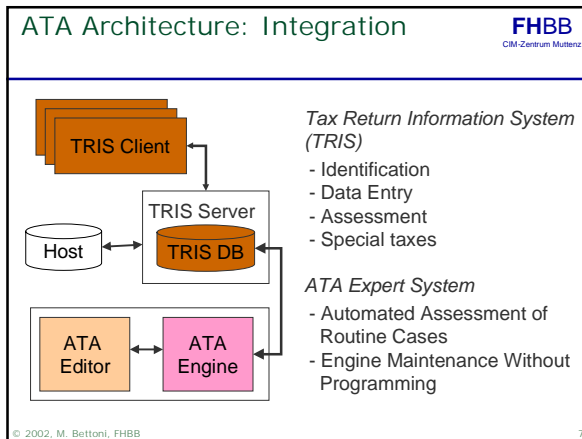 ATA Architecture: Integration
FHBB
CIM-Zentrum Muttenz
TRIS Client
TRIS Server
TRIS DB
Host
ATA
Editor
ATA
Engine
Tax Return Information System
(TRIS)
- Identification
- Data Entry
- Assessment
- Special taxes
ATA Expert System
- Automated Assessment of
Routine Cases
- Engine Maintenance Without
Programming
© 2002, M. Bettoni, FHBB
7